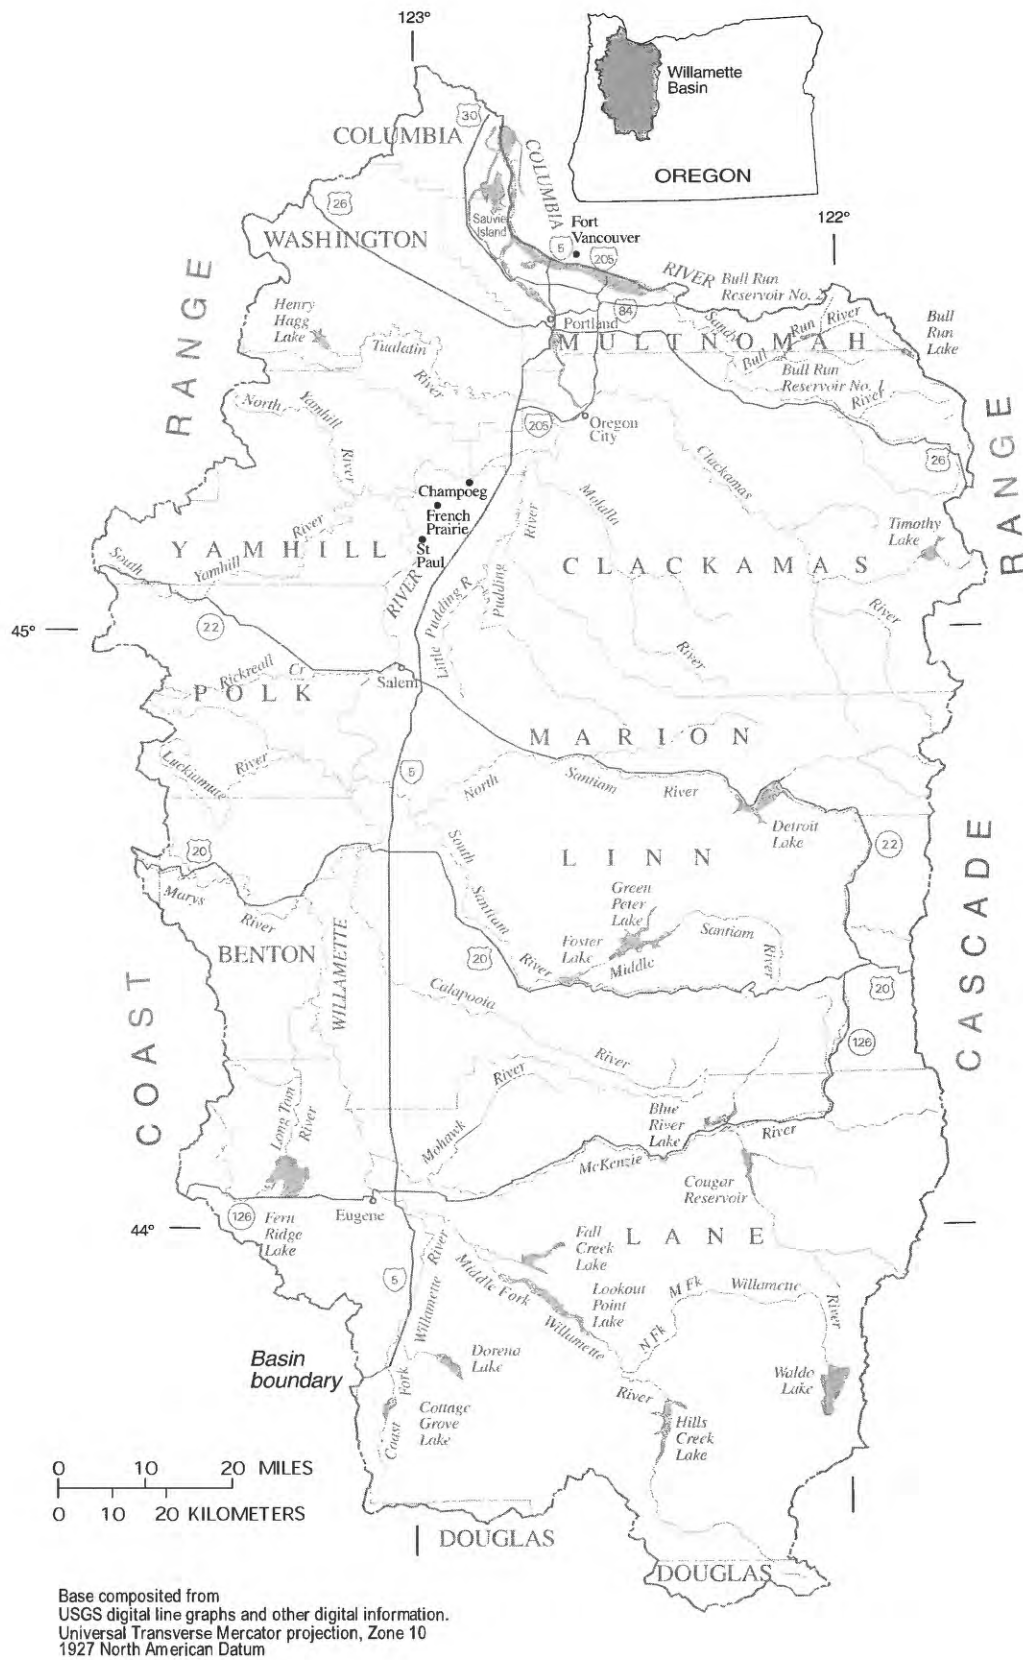 123°
Willamette
Basin
OREGON
30
COLUMBIA
COLUMBIA
RIVER
26
WASHINGTON
Sauvie
Island
Fort
Vancouver
5
205
122°
Bull Run
Reservoir No. 2
84
Portland
Sandy
River
Bull Run River
Bull
Run
Lake
MULTNOMAH
Bull Run
Reservoir No. 1
Henry
Hagg
Lake
Tualatin
River
RANGE
North Yamhill
River
205
Oregon
City
26
RANGE
Champoeg
French
Prairie
St
Paul
Clackamas
River
Molalla
River
Timothy
Lake
YAMHILL
South Yamhill River
RIVER
Pudding River
Little Pudding R
CLACKAMAS
45°
22
Rickreall Cr
Salem
POLK
MARION
Luckiamute River
5
North Santiam River
Detroit
Lake
20
22
LINN
South Santiam River
Green
Peter
Lake
Foster
Lake
Middle Santiam River
Marys River
BENTON
WILLAMETTE
20
20
CASCADE
COAST
Calapooia River
126
Long Tom River
Mohawk River
Blue
River
Lake
McKenzie River
Cougar
Reservoir
126
Fern
Ridge
Lake
Eugene
44°
LANE
Fall
Creek
Lake
5
Lookout
Point
Lake
Middle Fork Willamette River
N Fk M Fk Willamette River
Coast Fork Willamette River
Dorena
Lake
Waldo
Lake
Basin
boundary
Cottage
Grove
Lake
Hills
Creek
Lake
0 10 20 MILES
0 10 20 KILOMETERS
DOUGLAS
DOUGLAS
Base composited from
USGS digital line graphs and other digital information.
Universal Transverse Mercator projection, Zone 10
1927 North American Datum